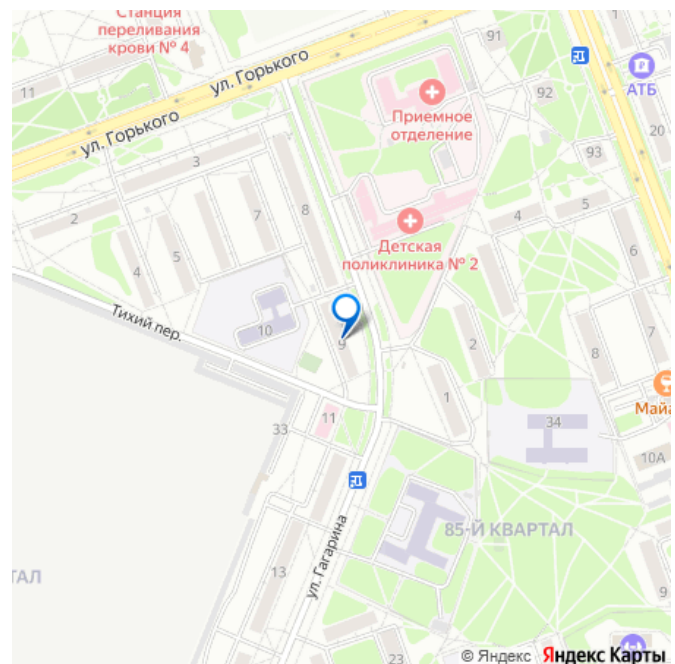 Станция
переливания
крови № 4
91
АТБ
11
ул. Горького
92
Приемное
отделение
20
ул. Горького
3
93
2
7
8
4
5
6
4
5
Детская
поликлиника № 2
Тихий пер.
10
9
2
8
7
1
Майа
11
33
34
10А
85-Й КВАРТАЛ
ТАЛ
13
ул. Гагарина
9
23
© Яндекс Яндекс Карты